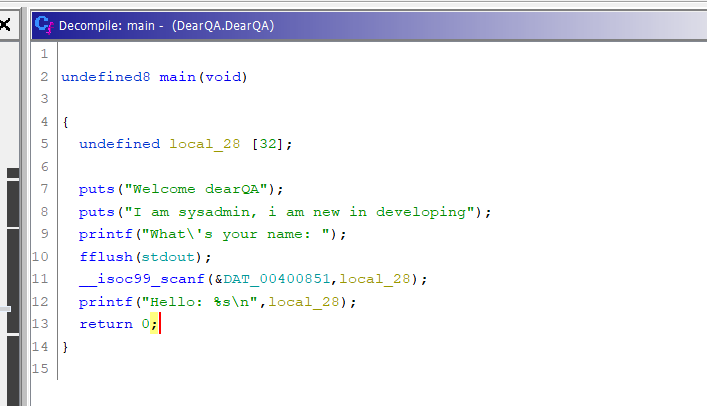 Decompile: main - (DearQA.DearQA)
1
2 undefined8 main(void)
3
4 {
5 undefined local_28 [32];
6
7 puts("Welcome dearQA");
8 puts("I am sysadmin, i am new in developing");
9 printf("What\'s your name: ");
10 fflush(stdout);
11 __isoc99_scanf(&DAT_00400851,local_28);
12 printf("Hello: %s\n",local_28);
13 return 0;
14 }
15